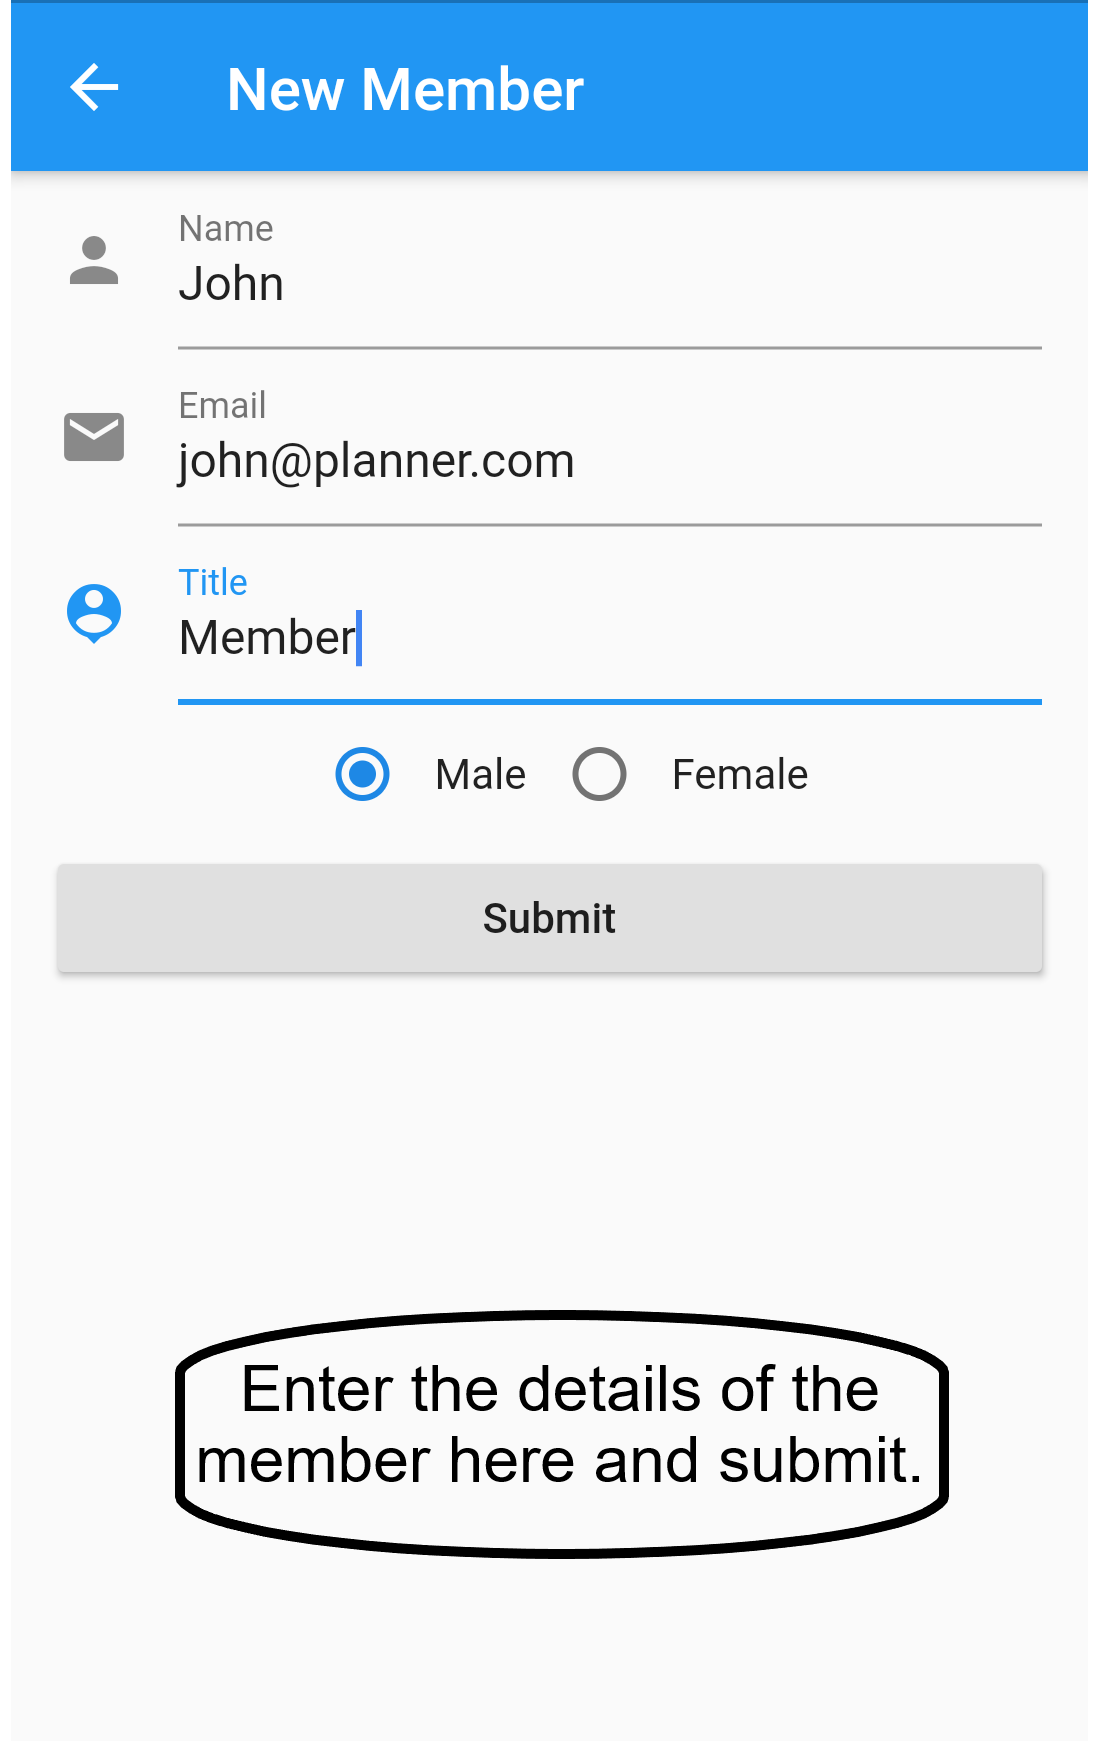 New Member
Name
John
Email
john@planner.com
Title
Member
Male Female
Submit
Enter the details of the
member here and submit.